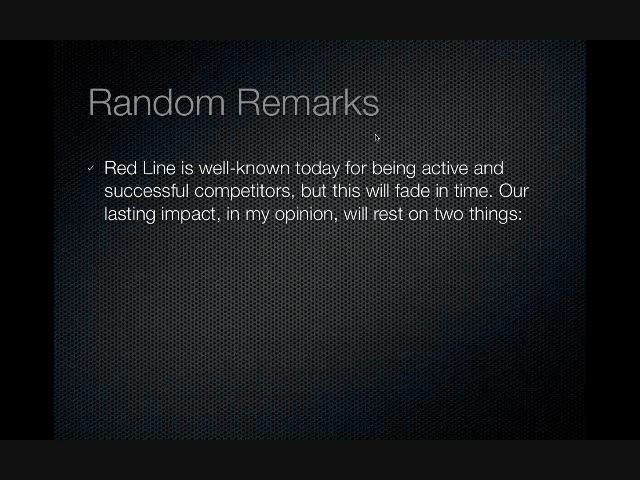 Random Remarks
Red Line is well-known today for being active and
successful competitors, but this will fade in time. Our
lasting impact, in my opinion, will rest on two things: